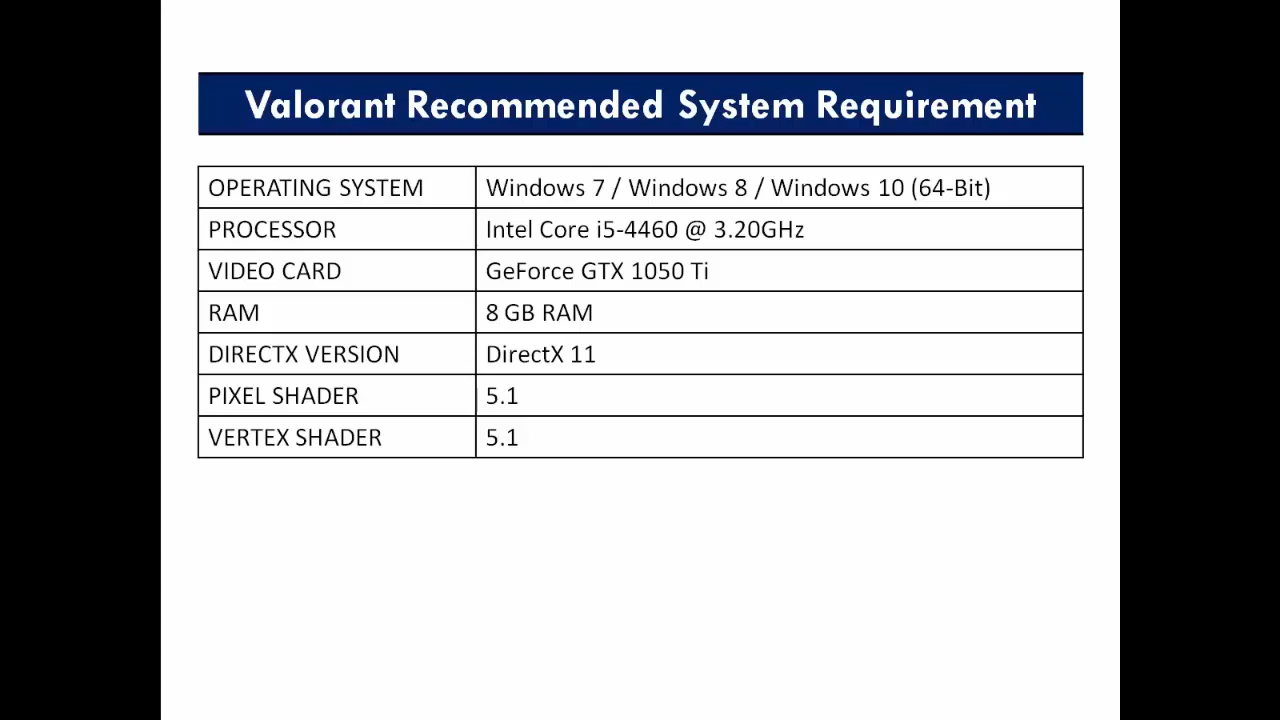 Valorant Recommended System Requirement
OPERATING SYSTEM Windows 7 / Windows 8 / Windows 10 (64-Bit)
PROCESSOR Intel Core i5-4460 @ 3.20GHz
VIDEO CARD GeForce GTX 1050 Ti
RAM 8 GB RAM
DIRECTX VERSION DirectX 11
PIXEL SHADER 5.1
VERTEX SHADER 5.1